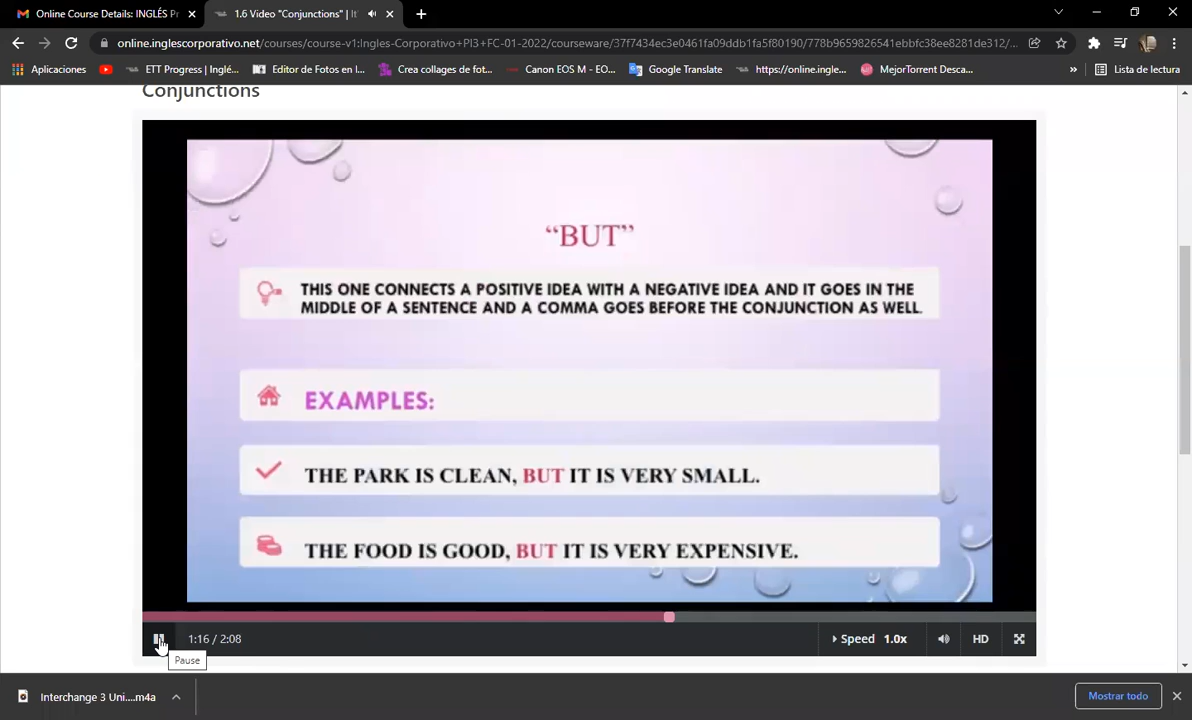 Online Course Details: INGLÉS Pr
1.6 Video "Conjunctions" | It
online.inglescorporativo.net/courses/course-v1:Ingles-Corporativo+PI3+FC-01-2022/courseware/37f7434ec3e0461fa09ddb1fa5f80190/778b9659826541ebbfc38ee8281de312/...
Aplicaciones ETT Progress | Inglé... Editor de Fotos en l... Crea collages de fot... Canon EOS M - EO... Google Translate https://online.ingle... MejorTorrent Desca... » Lista de lectura
Conjunctions
“BUT”
THIS ONE CONNECTS A POSITIVE IDEA WITH A NEGATIVE IDEA AND IT GOES IN THE
MIDDLE OF A SENTENCE AND A COMMA GOES BEFORE THE CONJUNCTION AS WELL.
EXAMPLES:
THE PARK IS CLEAN, BUT IT IS VERY SMALL.
THE FOOD IS GOOD, BUT IT IS VERY EXPENSIVE.
1:16 / 2:08 Speed 1.0x HD
Pause
Interchange 3 Uni....m4a Mostrar todo